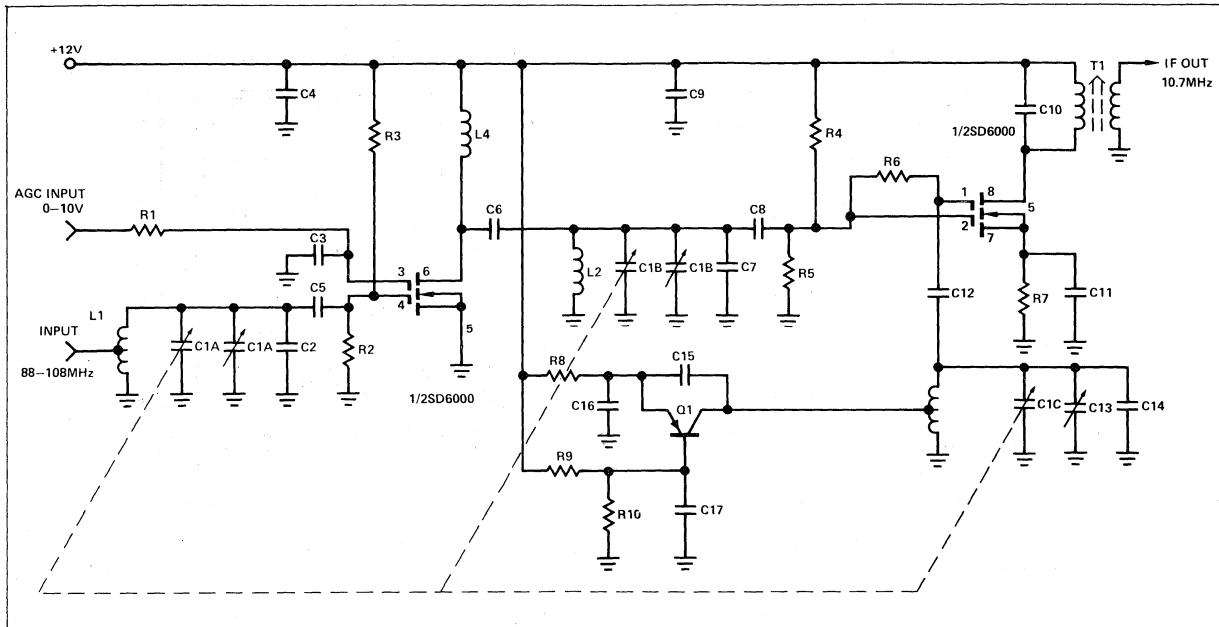 +12V
C4
R3
L4
C9
R4
C10
T1
IF OUT
10.7MHz
1/2SD6000
AGC INPUT
0–10V
R1
C3
C6
C8
R6
1
8
5
2
7
3
6
4
5
L2
C1B
C1B
C7
R5
C12
R7
C11
INPUT
88–108MHz
L1
C1A
C1A
C2
C5
R2
1/2SD6000
R8
C15
C16
Q1
R9
R10
C17
C1C
C13
C14